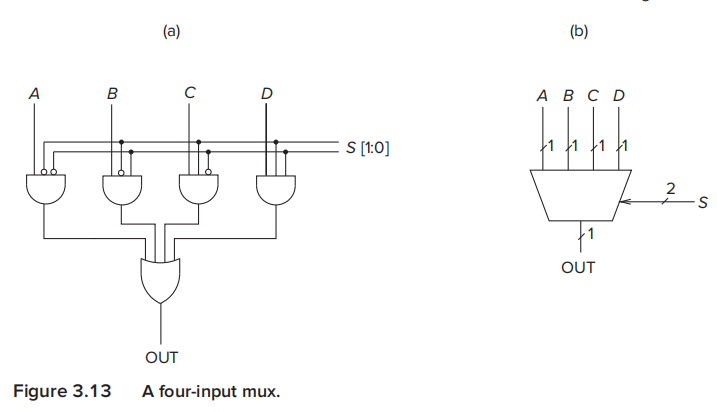 (a)
(b)
A B C D
S [1:0]
OUT
A B C D
1 1 1 1
2
S
1
OUT
Figure 3.13 A four-input mux.